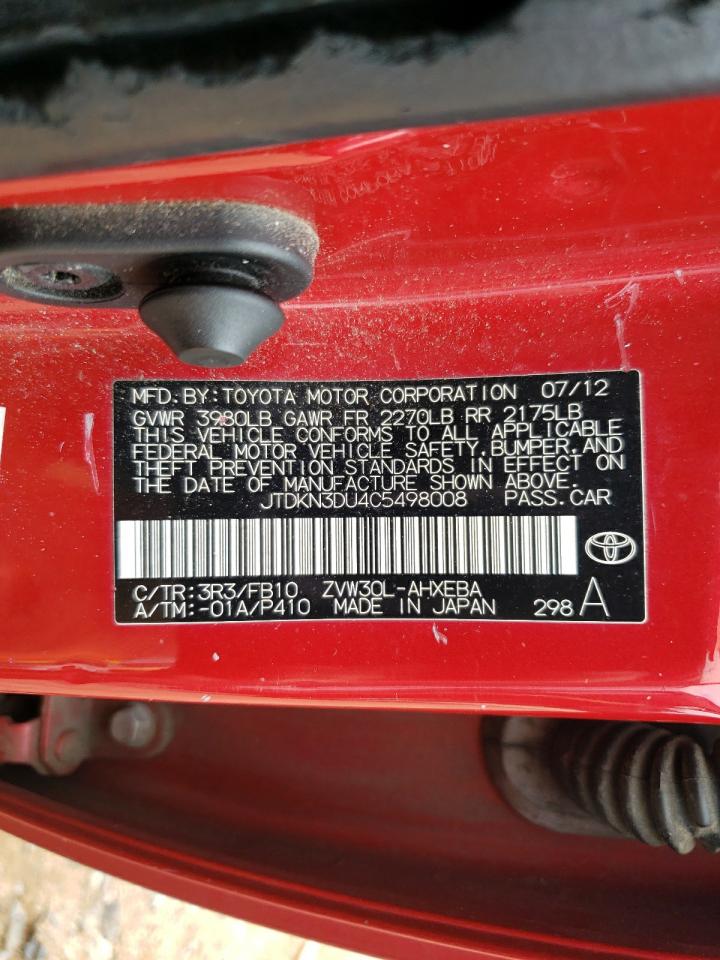 MFD. BY: TOYOTA MOTOR CORPORATION 07/12
GVWR 3980LB GAWR FR 2270LB RR 2175LB
THIS VEHICLE CONFORMS TO ALL APPLICABLE
FEDERAL MOTOR VEHICLE SAFETY, BUMPER, AND
THEFT PREVENTION STANDARDS IN EFFECT ON
THE DATE OF MANUFACTURE SHOWN ABOVE.
JTDKN3DU4C5498008 PASS. CAR
C/TR: 3R3/FB10 ZVW30L-AHXEBA
A/TM: -01A/P410 MADE IN JAPAN 298 A